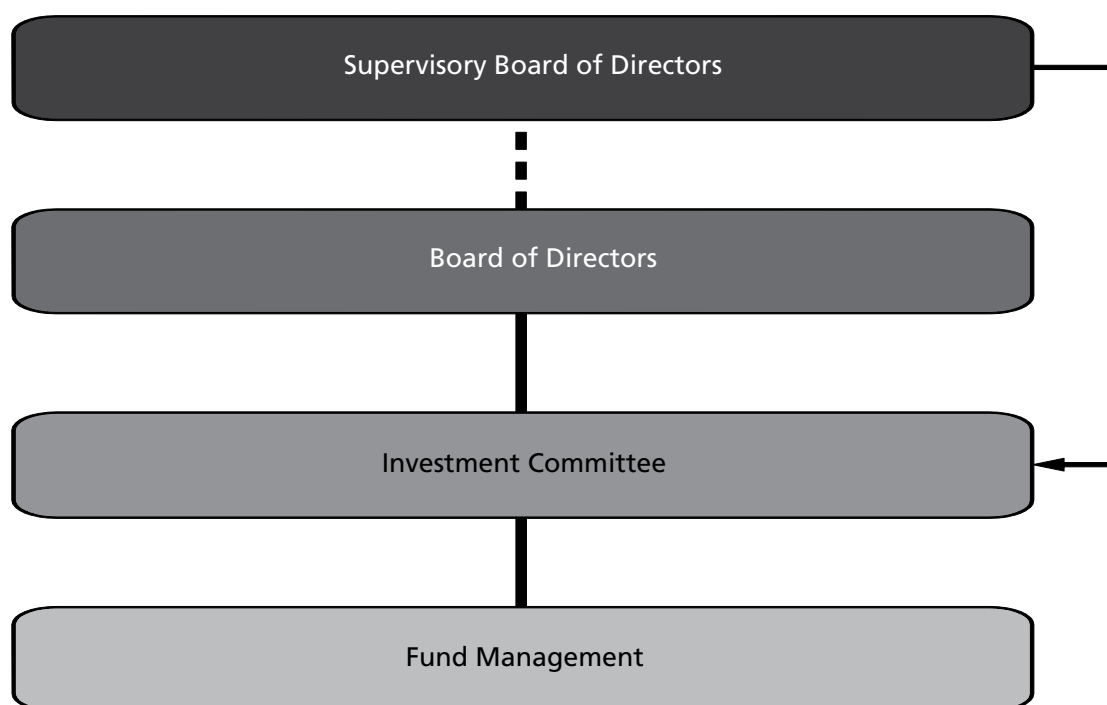 Supervisory Board of Directors
Board of Directors
Investment Committee
Fund Management